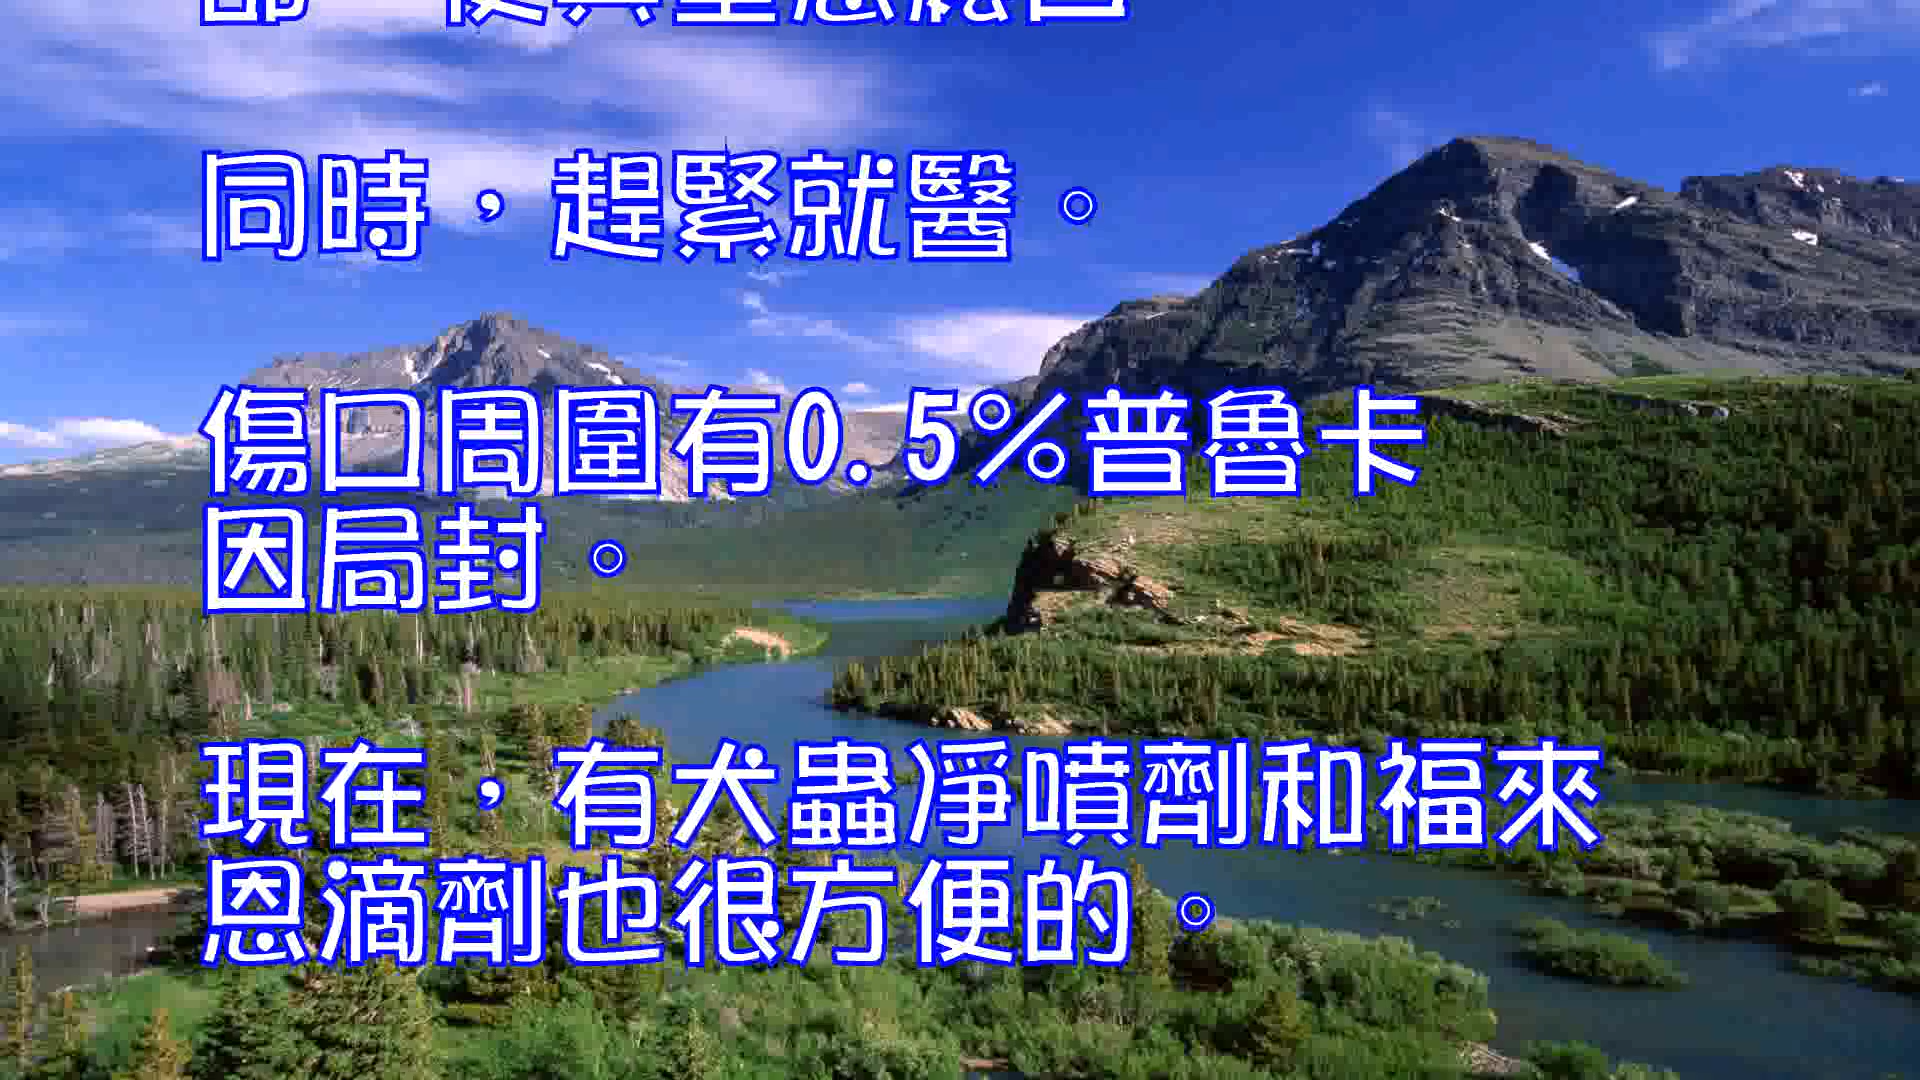 同時，趕緊就醫。
傷口周圍有0.5%普魯卡
因局封。
現在，有犬蟲凈噴劑和福來
恩滴劑也很方便的。